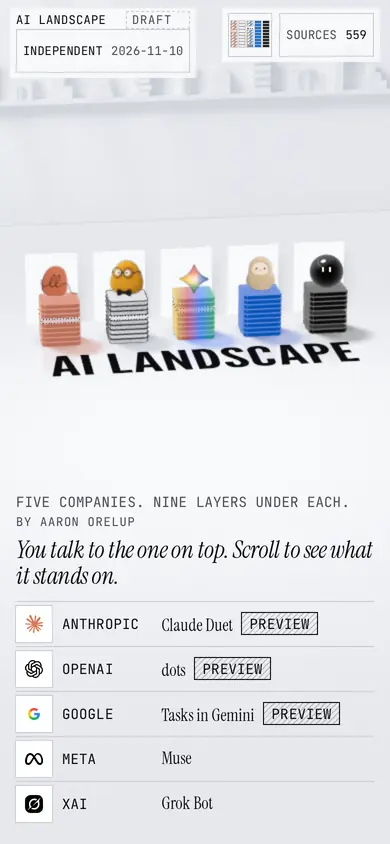 AI LANDSCAPE DRAFT
INDEPENDENT 2026-11-10
SOURCES 559
AI LANDSCAPE
FIVE COMPANIES. NINE LAYERS UNDER EACH.
BY AARON ORELUP
You talk to the one on top. Scroll to see what
it stands on.
ANTHROPIC Claude Duet PREVIEW
OPENAI dots PREVIEW
GOOGLE Tasks in Gemini PREVIEW
META Muse
XAI Grok Bot